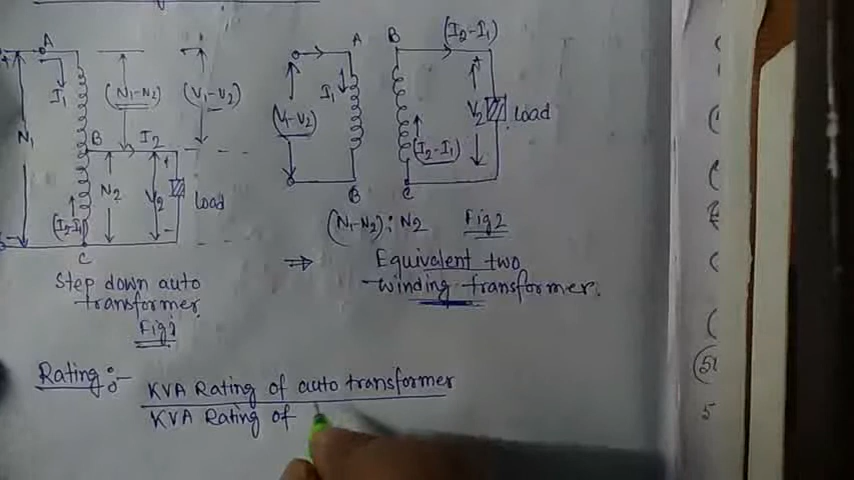 A
I1
(N1-N2)
(V1-V2)
N1
B
I2
N2
V2
Load
(I2-I1)
C
Step down auto
transformer
Fig1
A
B
(I2-I1)
I1
(V1-V2)
V2
Load
(I2-I1)
B
C
(N1-N2):N2
Fig2
⇒ Equivalent two
winding transformer.
Rating:-
KVA Rating of auto transformer
KVA Rating of